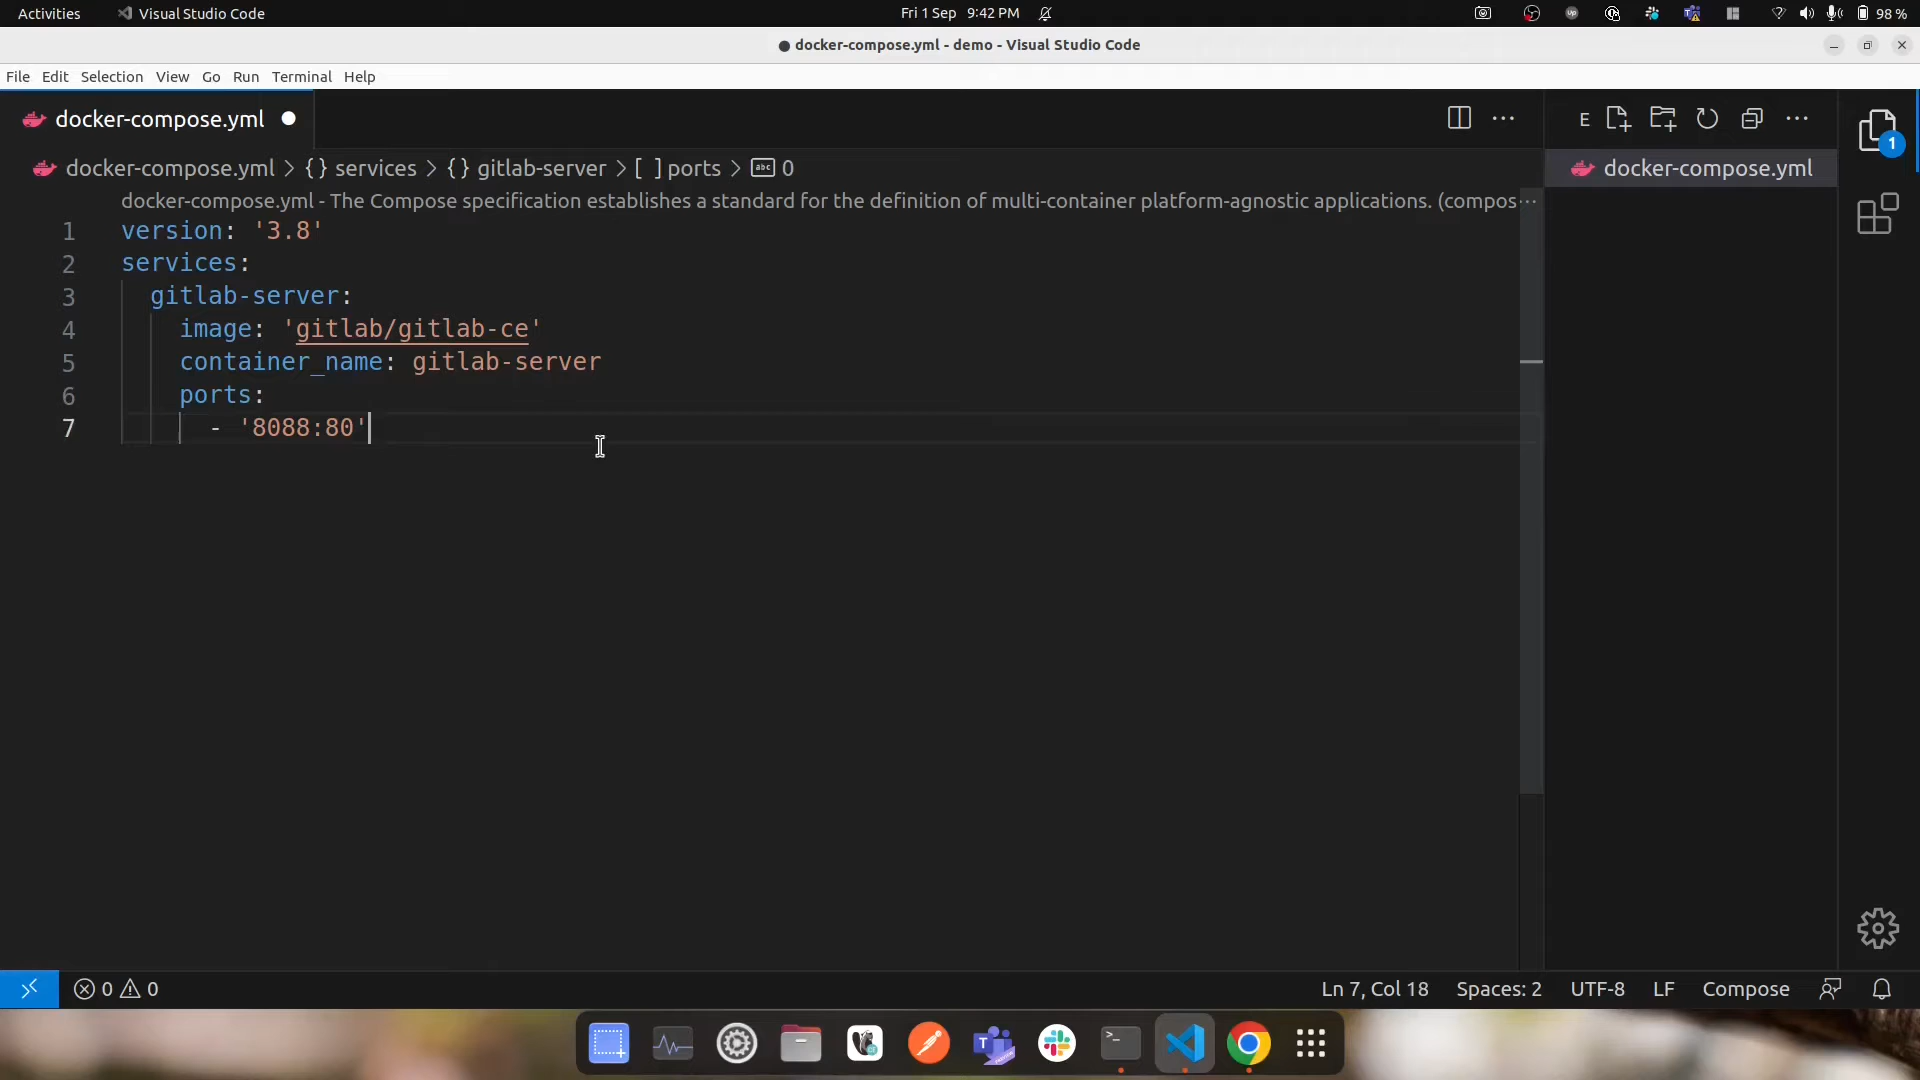 Activities Visual Studio Code Fri 1 Sep 9:42 PM 98 %
docker-compose.yml - demo - Visual Studio Code
File Edit Selection View Go Run Terminal Help
docker-compose.yml E
docker-compose.yml > {} services > {} gitlab-server > [ ] ports > abc 0 docker-compose.yml
docker-compose.yml - The Compose specification establishes a standard for the definition of multi-container platform-agnostic applications. (compos...
1 version: '3.8'
2 services:
3 gitlab-server:
4 image: 'gitlab/gitlab-ce'
5 container_name: gitlab-server
6 ports:
7 - '8088:80'
1
0 0 Ln 7, Col 18 Spaces: 2 UTF-8 LF Compose